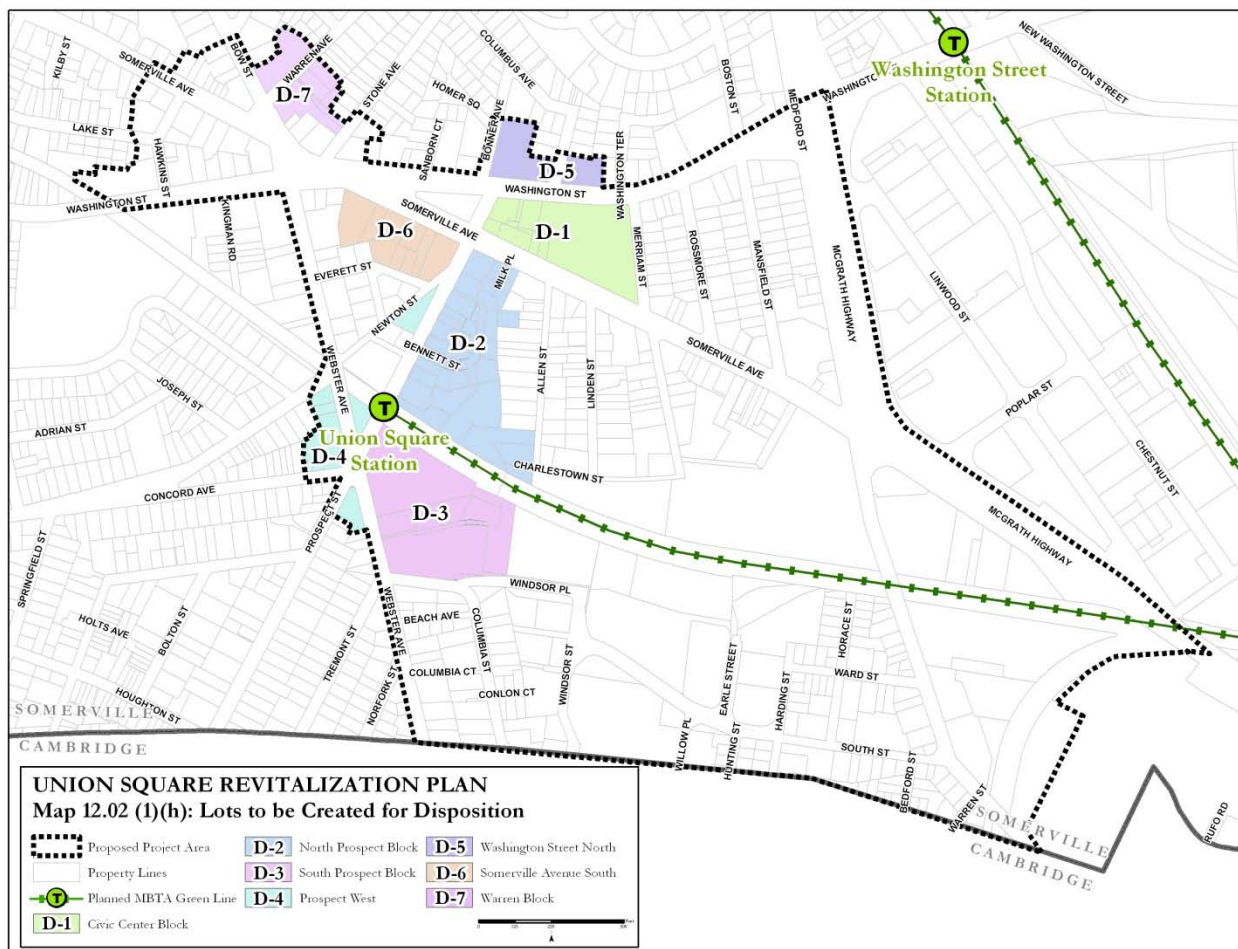 KILBY ST
SOMERVILLE AVE
BOW ST
WARREN AVE
D-7
STONE AVE
COLUMBUS AVE
HOMER SQ
BOSTON ST
MEDFORD ST
WASHINGTON
T
NEW WASHINGTON STREET
Washington Street
Station
LAKE ST
HAWKINS ST
SANBORN CT
BONNER AVE
D-5
WASHINGTON TER
WASHINGTON ST
WASHINGTON ST
KINGMAN RD
D-6
SOMERVILLE AVE
D-1
EVERETT ST
MILK PL
MERRIAM ST
ROSSMORE ST
MANSFIELD ST
MCGRATH HIGHWAY
LINWOOD ST
NEWTON ST
D-2
BENNETT ST
ALLEN ST
LINDEN ST
SOMERVILLE AVE
WEBSTER AVE
JOSEPH ST
POPLAR ST
ADRIAN ST
T
Union Square
Station
D-4
CHARLESTOWN ST
CHESTNUT ST
CONCORD AVE
PROSPECT ST
D-3
MCGRATH HIGHWAY
SPRINGFIELD ST
WINDSOR PL
HOLTS AVE
BOLTON ST
TREMONT ST
WEBSTER AVE
BEACH AVE
COLUMBIA ST
HORACE ST
WARD ST
HOUGHTON ST
NORFORK ST
COLUMBIA CT
CONLON CT
WINDSOR ST
EARLE STREET
HARDING ST
SOMERVILLE
CAMBRIDGE
WILLOW PL
HUNTING ST
SOUTH ST
BEDFORD ST
WARREN ST
SOMERVILLE
CAMBRIDGE
RUFO RD
UNION SQUARE REVITALIZATION PLAN
Map 12.02 (1)(h): Lots to be Created for Disposition
Proposed Project Area
D-2 North Prospect Block
D-5 Washington Street North
Property Lines
D-3 South Prospect Block
D-6 Somerville Avenue South
T Planned MBTA Green Line
D-4 Prospect West
D-7 Warren Block
D-1 Civic Center Block